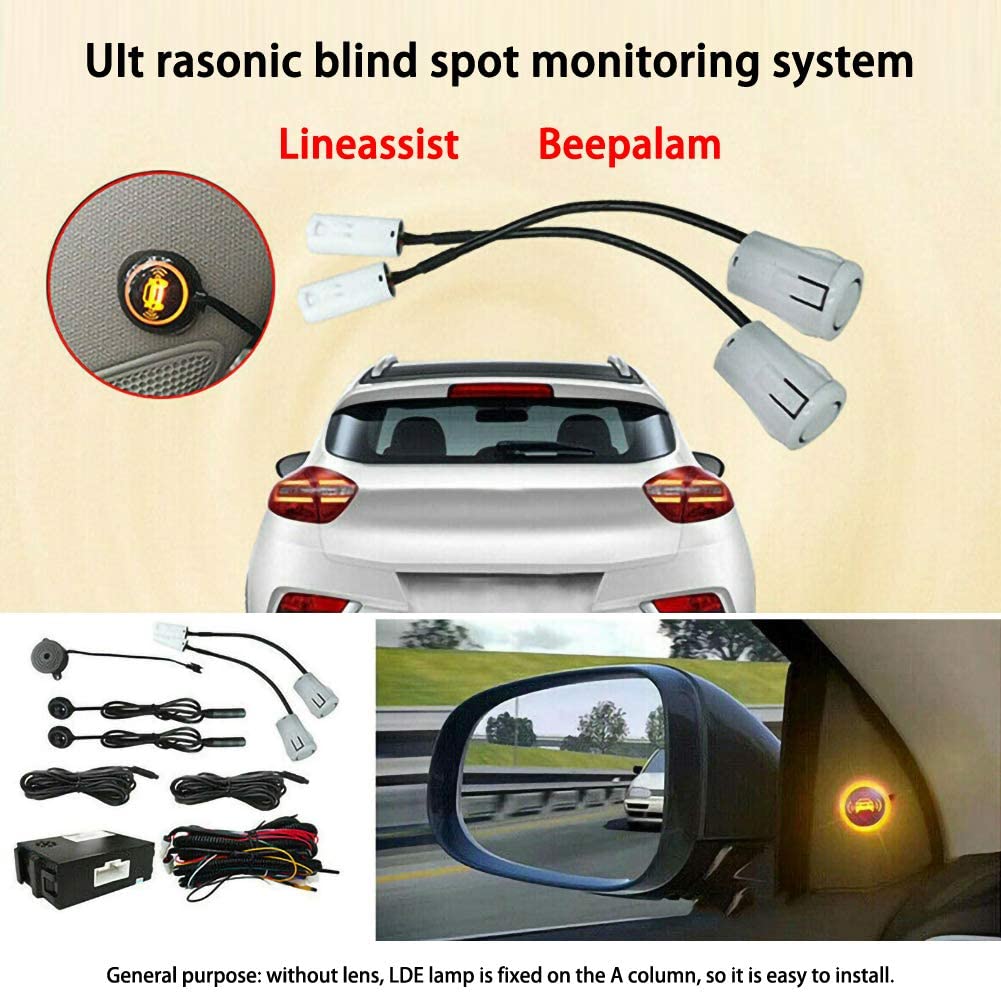 Ult rasonic blind spot monitoring system
Lineassist Beepalam
General purpose: without lens, LDE lamp is fixed on the A column, so it is easy to install.